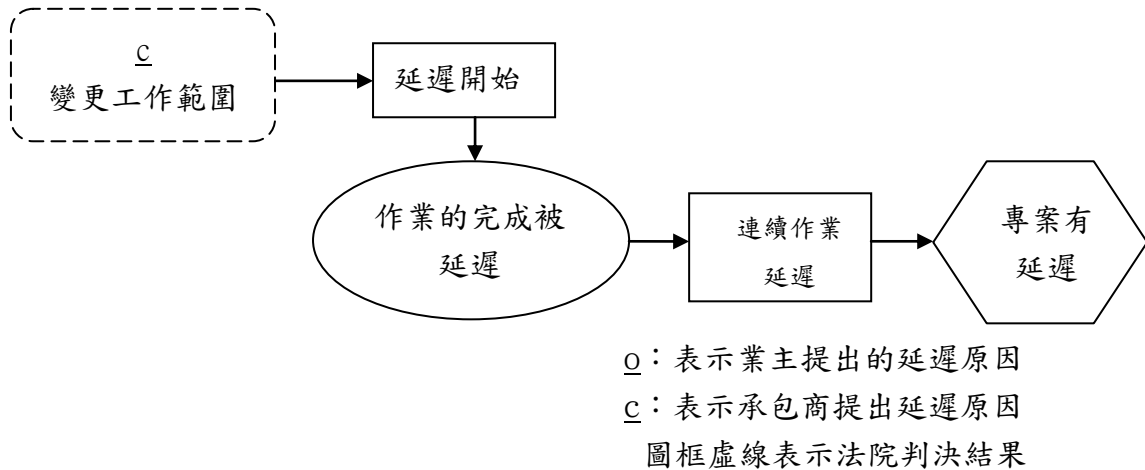 c
變更工作範圍
延遲開始
作業的完成被
延遲
連續作業
延遲
專案有
延遲
o：表示業主提出的延遲原因
c：表示承包商提出延遲原因
圖框虛線表示法院判決結果